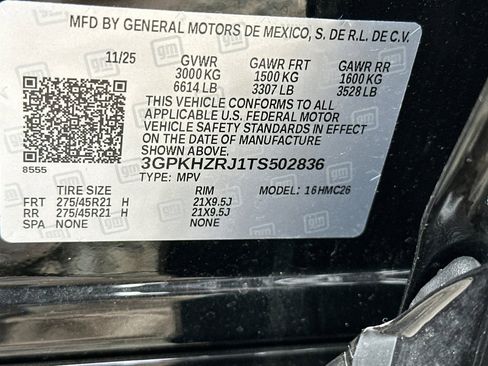 MFD BY GENERAL MOTORS DE MEXICO, S. DE R.L. DE C.V.
11/25 GVWR GAWR FRT GAWR RR
3000 KG 1500 KG 1600 KG
6614 LB 3307 LB 3528 LB
THIS VEHICLE CONFORMS TO ALL
APPLICABLE U.S. FEDERAL MOTOR
VEHICLE SAFETY STANDARDS IN
EFFECT ON THE DATE OF MANUFACTURE
SHOWN ABOVE.
8555
3GPKHZRJ1TS502836
TYPE: MPV 16HMC26
TIRE SIZE RIM
FRT 275/45R21 H 21X9.5J
RR 275/45R21 H 21X9.5J
SPA NONE NONE